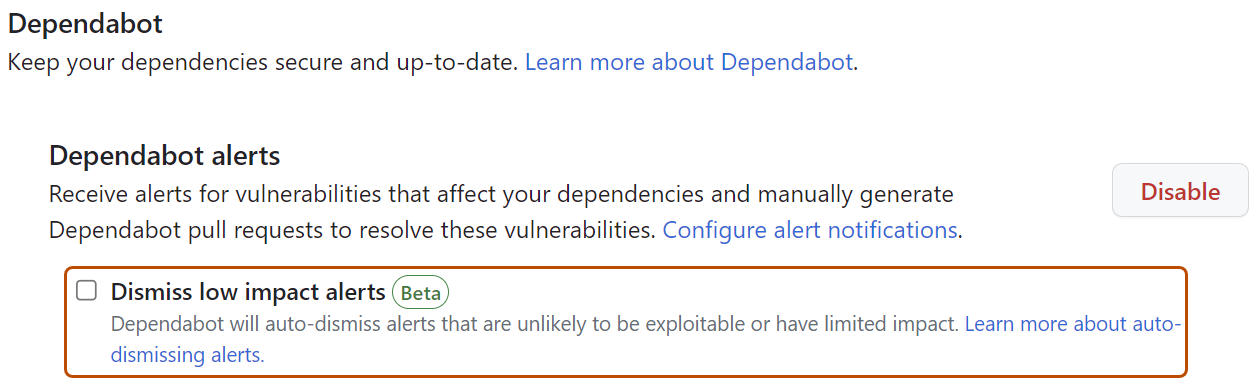 Dependabot
Keep your dependencies secure and up-to-date. Learn more about Dependabot.
Dependabot alerts
Receive alerts for vulnerabilities that affect your dependencies and manually generate
Dependabot pull requests to resolve these vulnerabilities. Configure alert notifications.
Disable
Dismiss low impact alerts Beta
Dependabot will auto-dismiss alerts that are unlikely to be exploitable or have limited impact. Learn more about auto-
dismissing alerts.